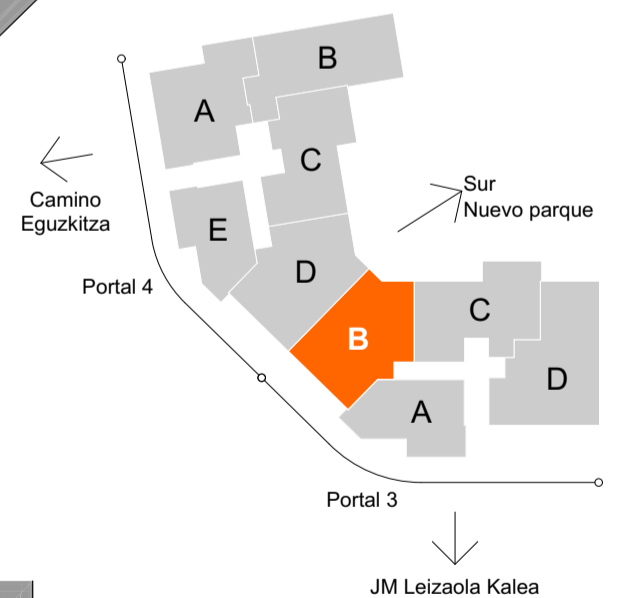 B
A
C
Sur
Nuevo parque
Camino
Eguzkitza
E
D
Portal 4
C
B
D
A
Portal 3
JM Leizaola Kalea